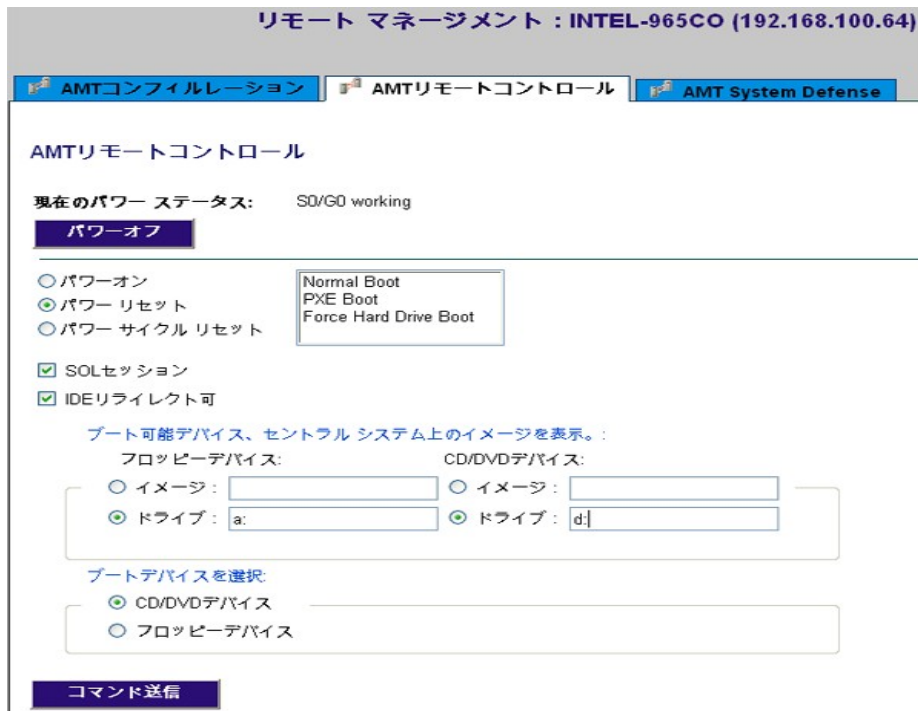 リモート マネージメント：INTEL-965CO (192.168.100.64)
AMTコンフィルレーション AMTリモートコントロール AMT System Defense
AMTリモートコントロール
現在のパワー ステータス: S0/G0 working
パワーオフ
パワーオン
パワー リセット
パワー サイクル リセット
Normal Boot
PXE Boot
Force Hard Drive Boot
SOLセッション
IDEリライレクト可
ブート可能デバイス、セントラル システム上のイメージを表示。:
フロッピーデバイス: CD/DVDデバイス:
イメージ： イメージ：
ドライブ： a: ドライブ： d:
ブートデバイスを選択:
CD/DVDデバイス
フロッピーデバイス
コマンド送信